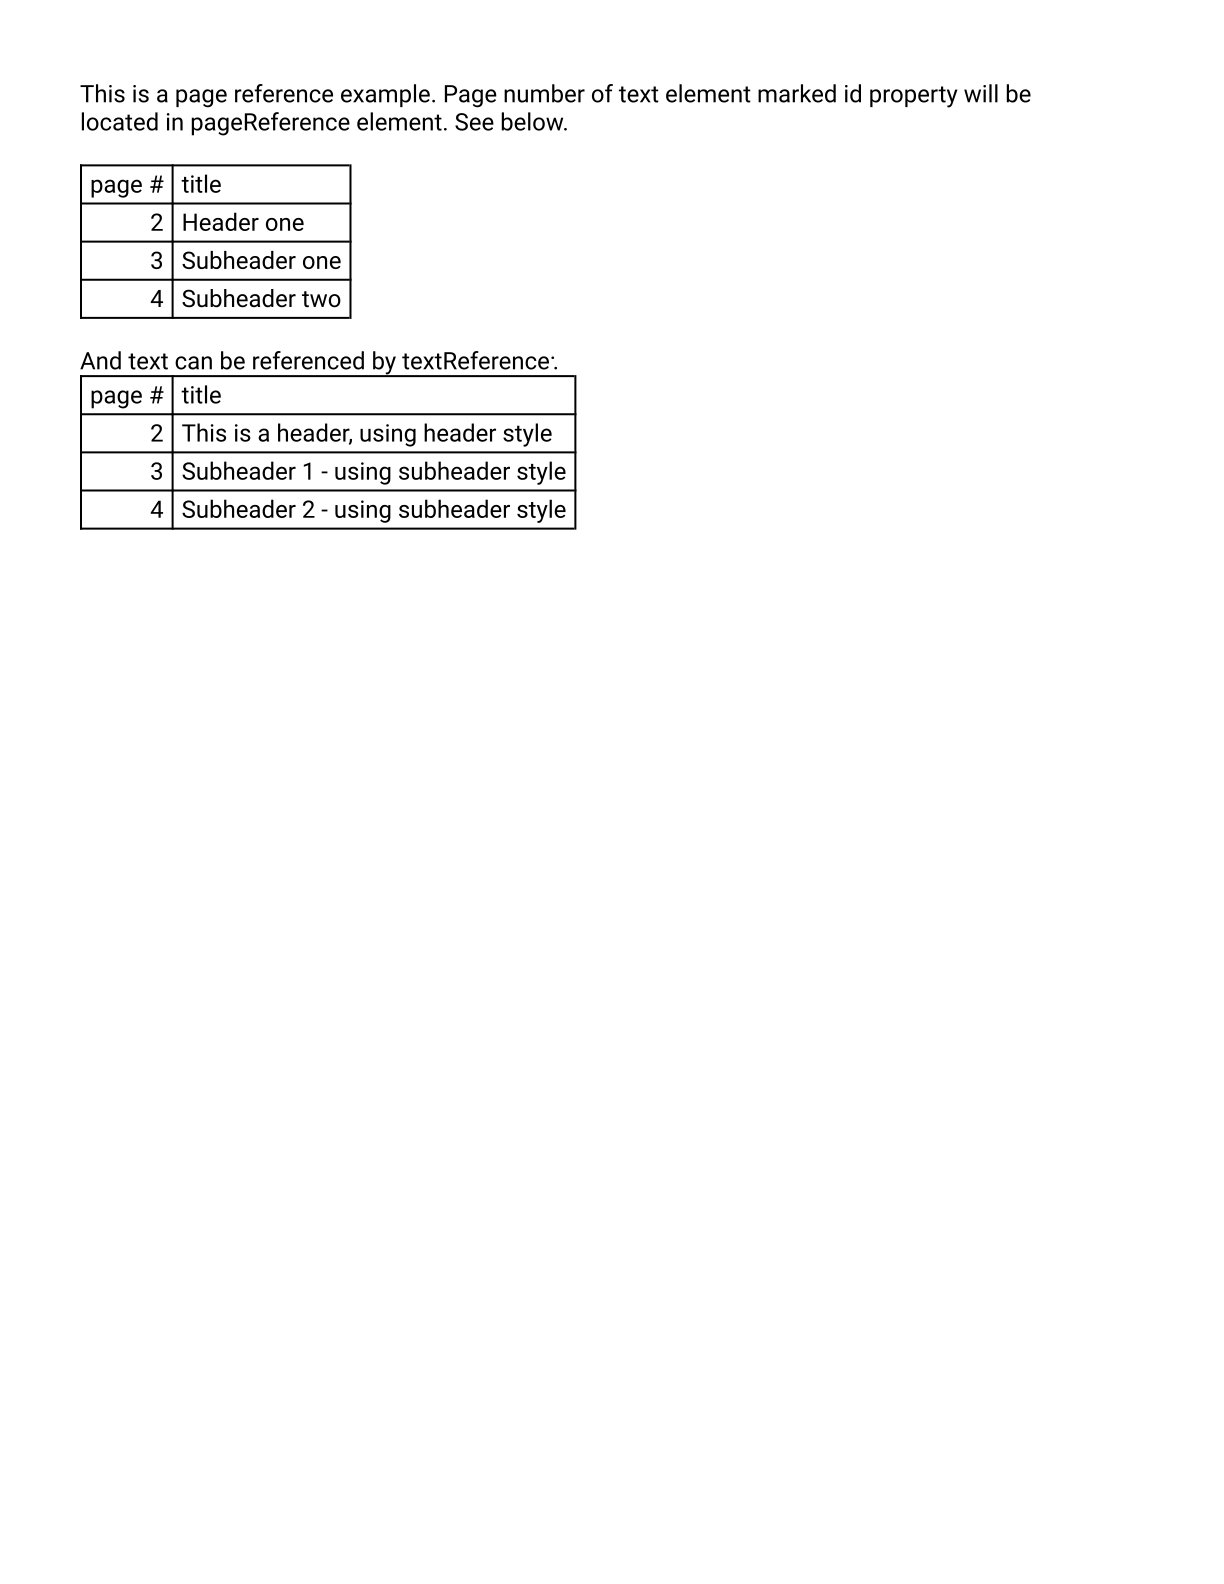 This is a page reference example. Page number of text element marked id property will be
located in pageReference element. See below.
page # title
2 Header one
3 Subheader one
4 Subheader two
And text can be referenced by textReference:.
page # title
2 This is a header, using header style
3 Subheader 1 - using subheader style
4 Subheader 2 - using subheader style